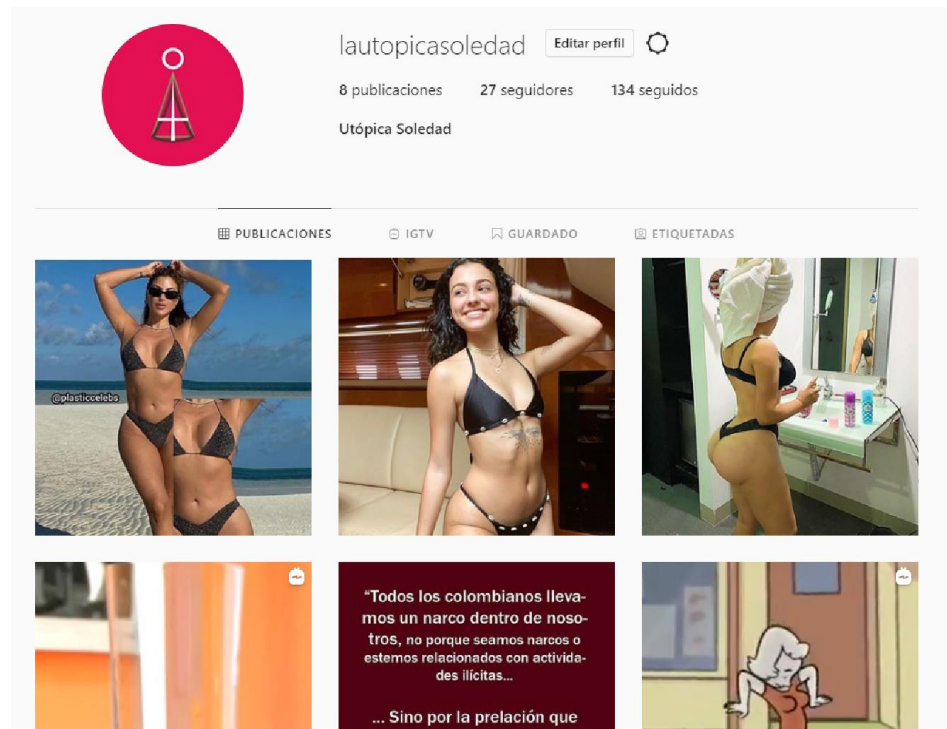 lautopicasoledad Editar perfil
8 publicaciones 27 seguidores 134 seguidos
Utópica Soledad
PUBLICACIONES IGTV GUARDADO ETIQUETADAS
@plasticcelebs
“Todos los colombianos lleva-
mos un narco dentro de noso-
tros, no porque seamos narcos o
estemos relacionados con activida-
des ilícitas...
... Sino por la prelación que